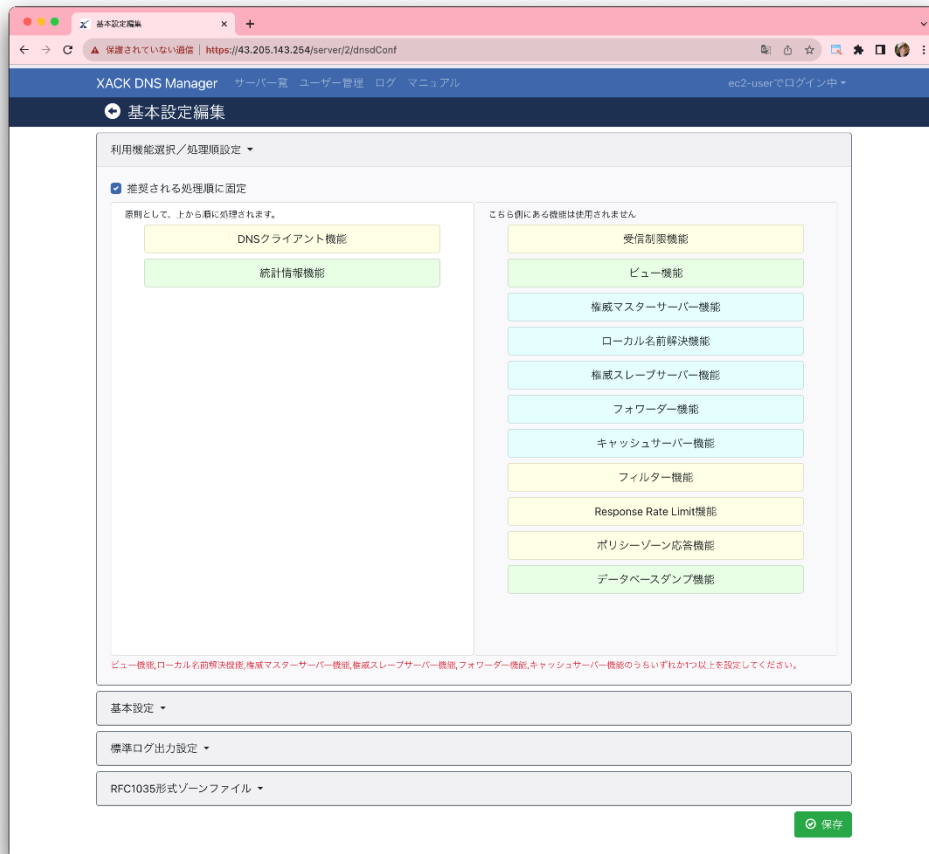 基本設定編集
保護されていない通信 | https://43.205.143.254/server/2/dnsdConf
XACK DNS Manager サーバー覧 ユーザー管理 ログ マニュアル ec2-userでログイン中
基本設定編集
利用機能選択／処理順設定
推奨される処理順に固定
原則として、上から順に処理されます。
DNSクライアント機能
統計情報機能
こちら側にある機能は使用されません
受信制限機能
ビュー機能
権威マスターサーバー機能
ローカル名前解決機能
権威スレーブサーバー機能
フォワーダー機能
キャッシュサーバー機能
フィルター機能
Response Rate Limit機能
ポリシーゾーン応答機能
データベースダンプ機能
ビュー機能,ローカル名前解決機能,権威マスターサーバー機能,権威スレーブサーバー機能,フォワーダー機能,キャッシュサーバー機能のうちいずれか1つ以上を設定してください。
基本設定
標準ログ出力設定
RFC1035形式ゾーンファイル
保存